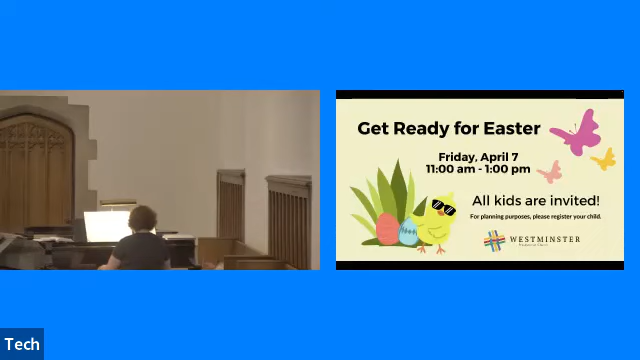 Get Ready for Easter
Friday, April 7
11:00 am - 1:00 pm
All kids are invited!
For planning purposes, please register your child.
WESTMINSTER
Tech